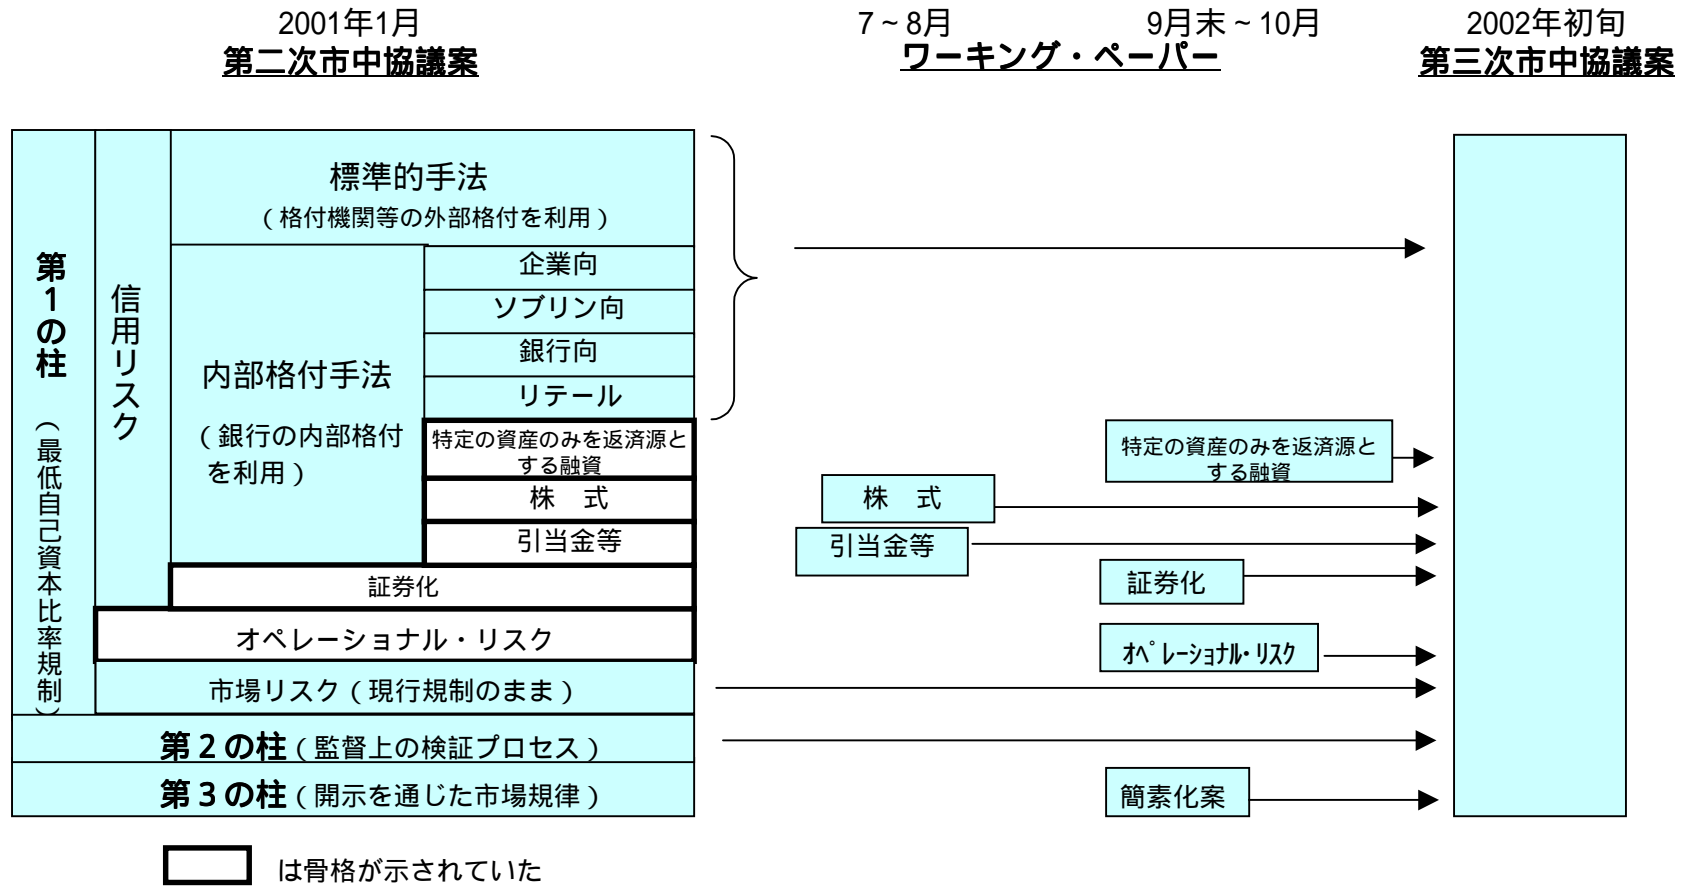 2001年1月
第二次市中協議案
7～8月
9月末～10月
ワーキング・ペーパー
2002年初旬
第三次市中協議案
第1の柱（最低自己資本比率規制）
信用リスク
標準的手法
（格付機関等の外部格付を利用）
内部格付手法
（銀行の内部格付
を利用）
企業向
ソブリン向
銀行向
リテール
特定の資産のみを返済源と
する融資
株　式
引当金等
証券化
オペレーショナル・リスク
市場リスク（現行規制のまま）
第２の柱（監督上の検証プロセス）
第３の柱（開示を通じた市場規律）
特定の資産のみを返済源と
する融資
株　式
引当金等
証券化
ｵﾍﾟﾚｰｼｮﾅﾙ・ﾘｽｸ
簡素化案
は骨格が示されていた